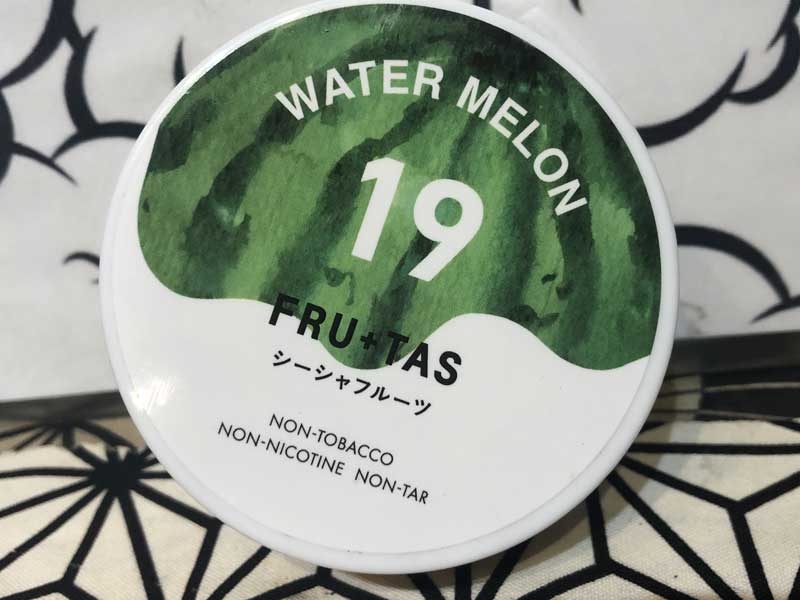 WATER MELON
19
FRU+TAS
シーシャフルーツ
NON-TOBACCO
NON-NICOTINE NON-TAR